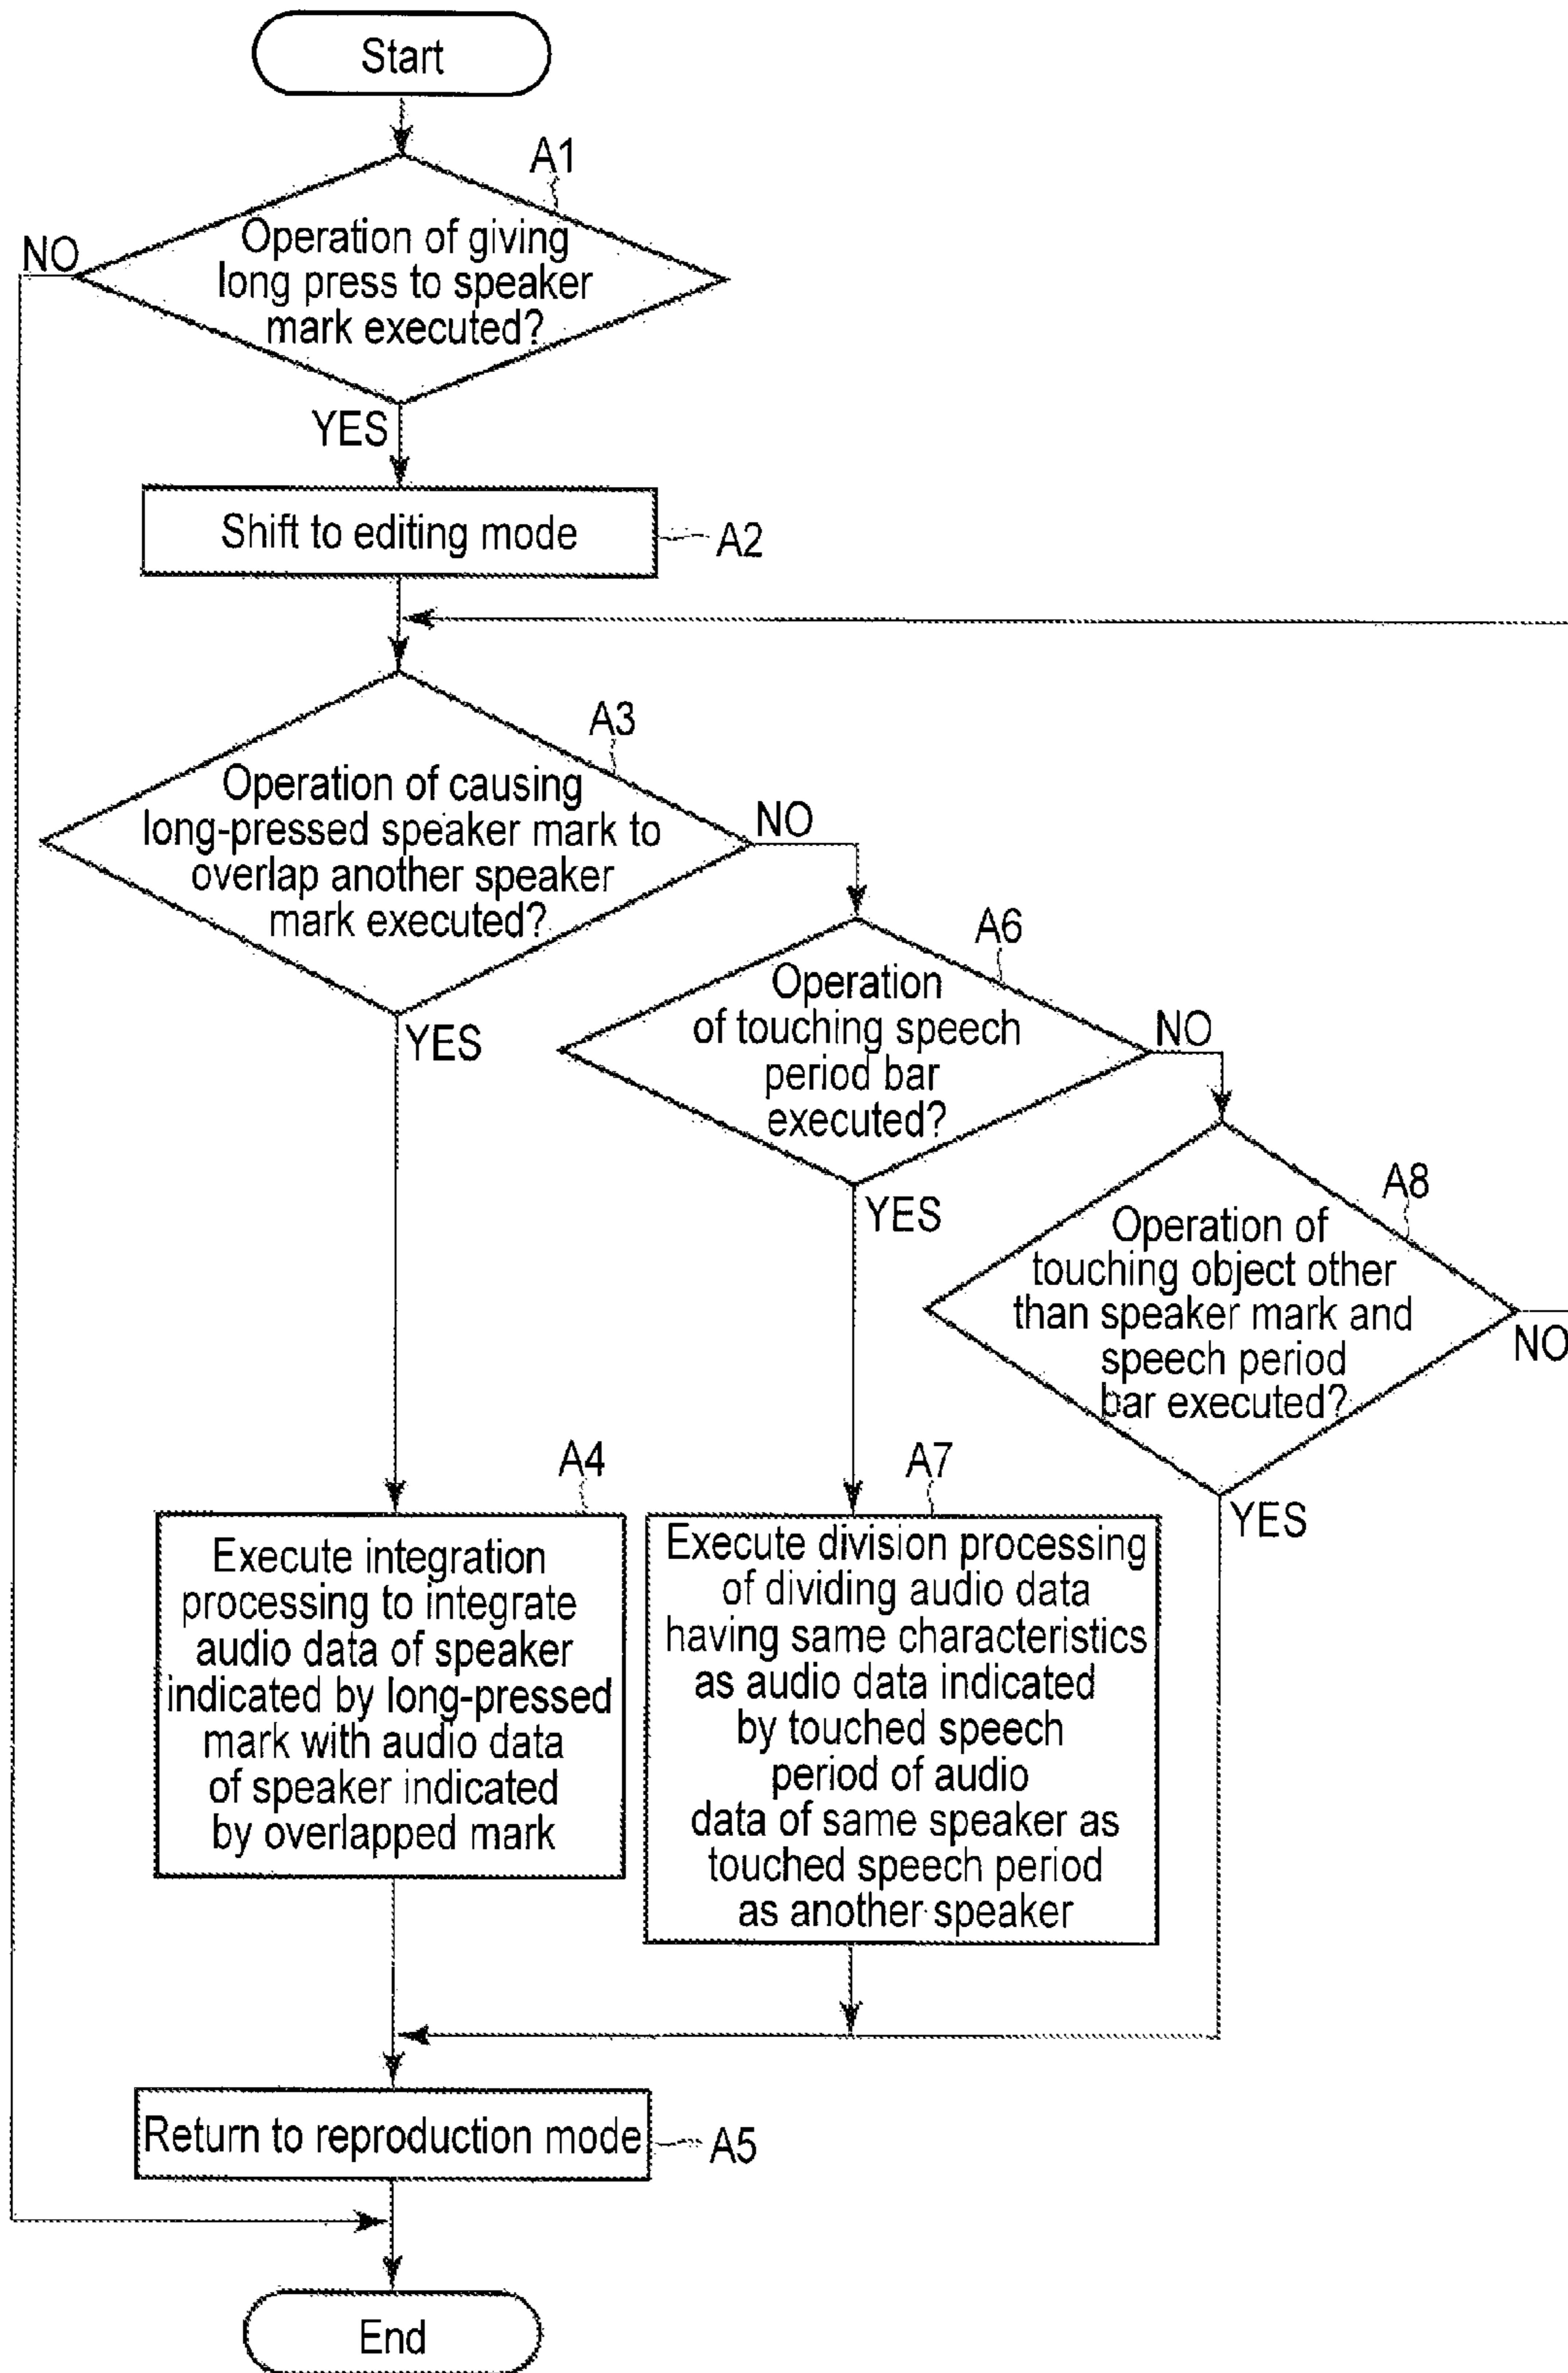 Start
A1
Operation of giving
long press to speaker
mark executed?
NO
YES
Shift to editing mode
A2
A3
Operation of causing
long-pressed speaker mark to
overlap another speaker
mark executed?
NO
YES
A6
Operation
of touching speech
period bar
executed?
NO
YES
A8
Operation of
touching object other
than speaker mark and
speech period
bar executed?
NO
YES
A4
Execute integration
processing to integrate
audio data of speaker
indicated by long-pressed
mark with audio data
of speaker indicated
by overlapped mark
A7
Execute division processing
of dividing audio data
having same characteristics
as audio data indicated
by touched speech
period of audio
data of same speaker as
touched speech period
as another speaker
Return to reproduction mode
A5
End